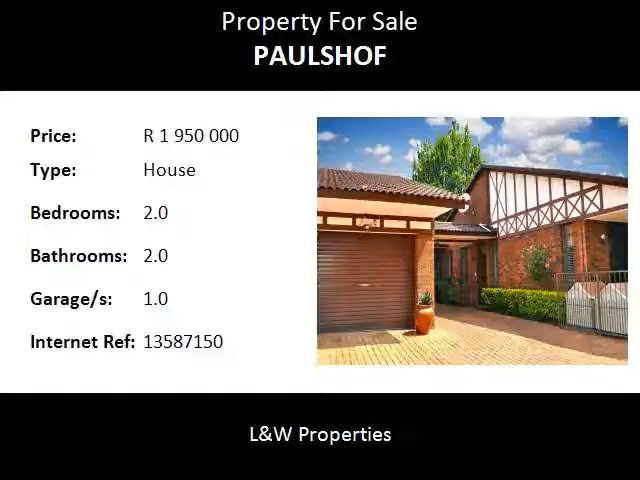 Property For Sale
PAULSHOF
Price: R 1 950 000
Type: House
Bedrooms: 2.0
Bathrooms: 2.0
Garage/s: 1.0
Internet Ref: 13587150
L&W Properties